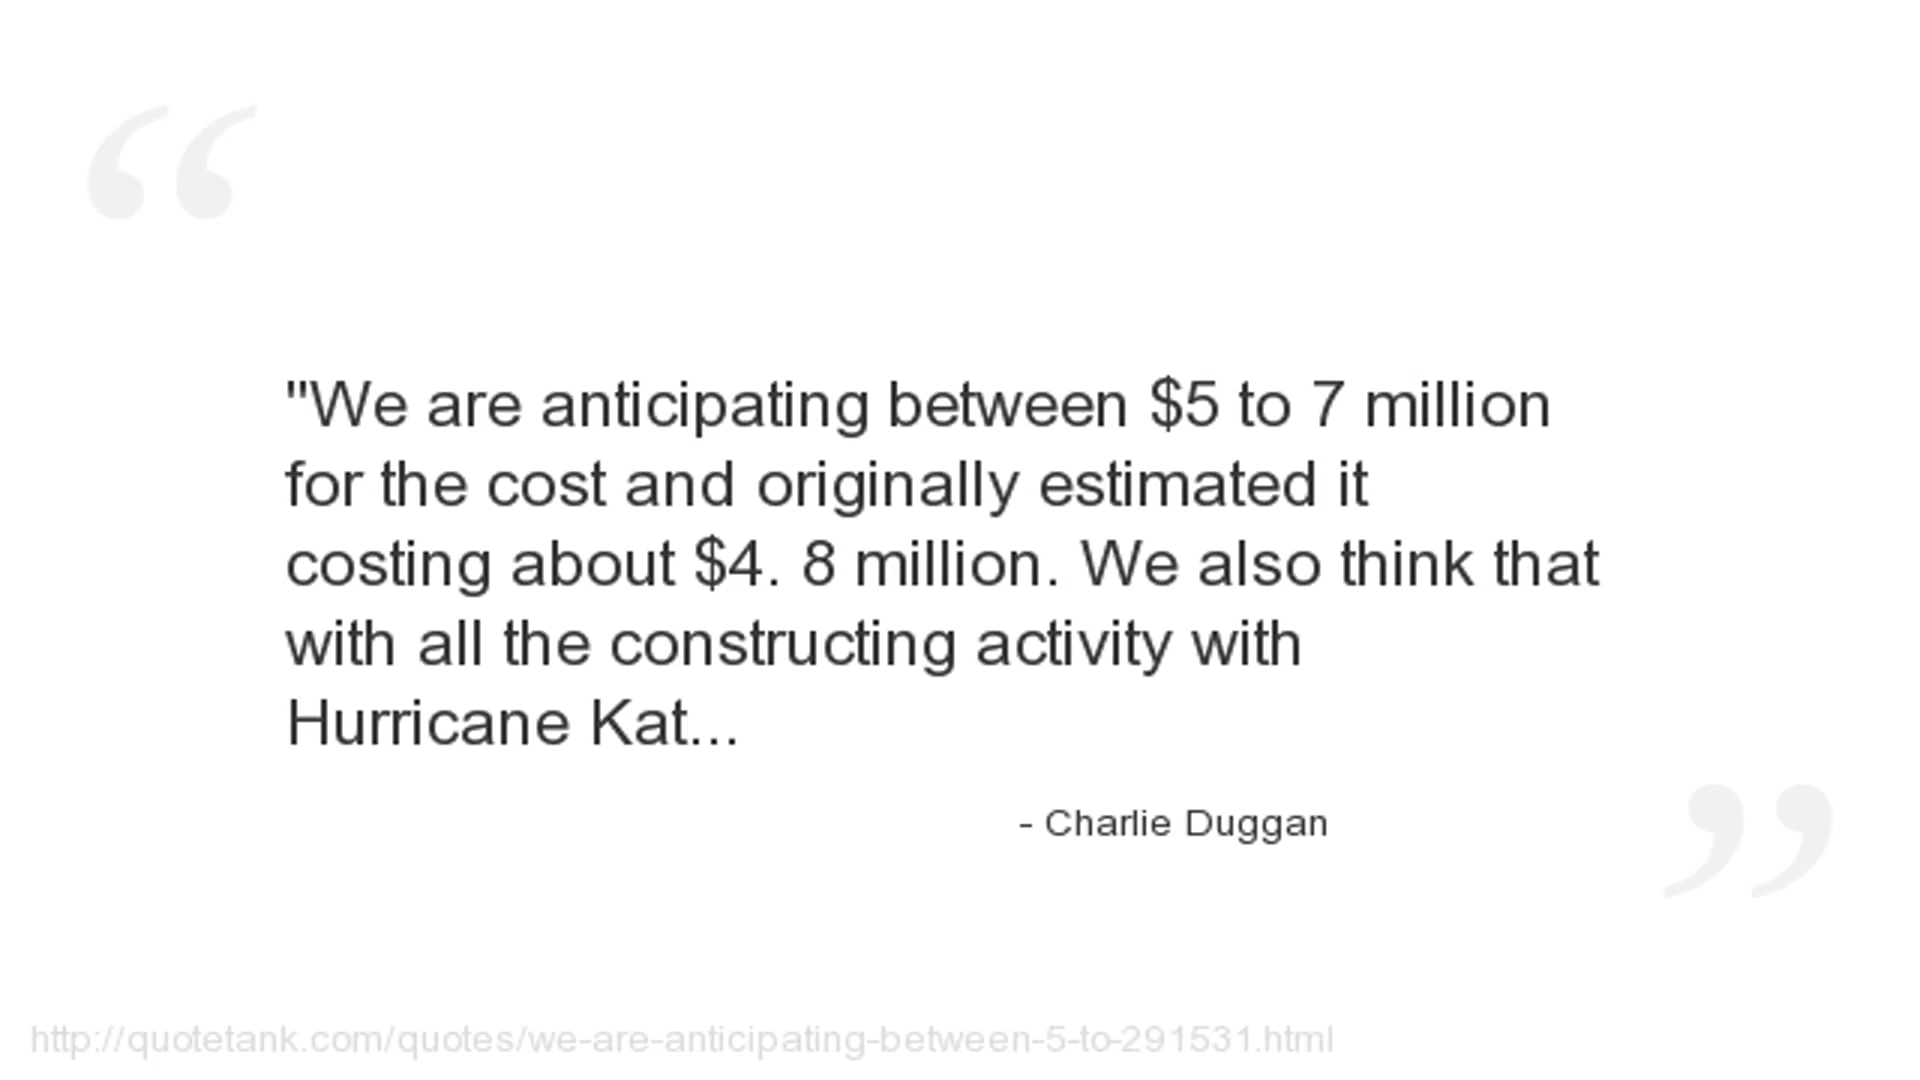 "We are anticipating between $5 to 7 million
for the cost and originally estimated it
costing about $4. 8 million. We also think that
with all the constructing activity with
Hurricane Kat...
- Charlie Duggan
http://quotetank.com/quotes/we-are-anticipating-between-5-to-291531.html